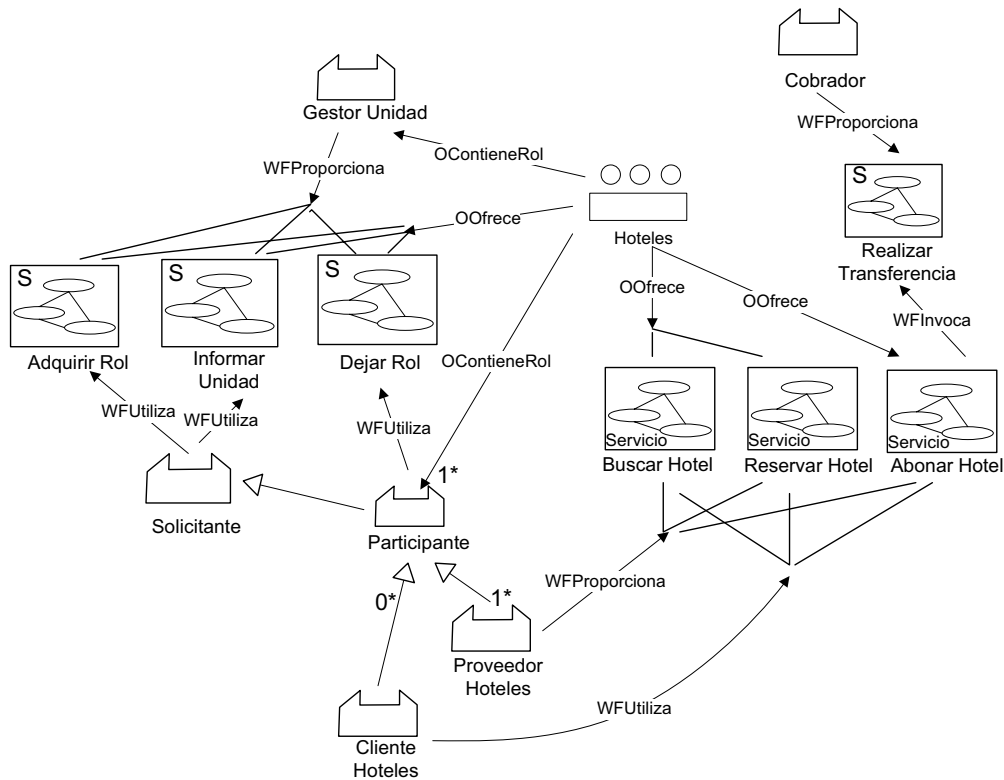 Cobrador
Gestor Unidad
WFProporciona
OContieneRol
WFProporciona
S
OOfrece
Hoteles
Realizar
Transferencia
S
S
S
OOfrece
OOfrece
WFInvoca
Adquirir Rol
Informar
Unidad
Dejar Rol
OContieneRol
WFUtiliza
WFUtiliza
WFUtiliza
Servicio
Servicio
Servicio
Buscar Hotel
Reservar Hotel
Abonar Hotel
1*
Solicitante
Participante
WFProporciona
0*
1*
Proveedor
Hoteles
WFUtiliza
Cliente
Hoteles